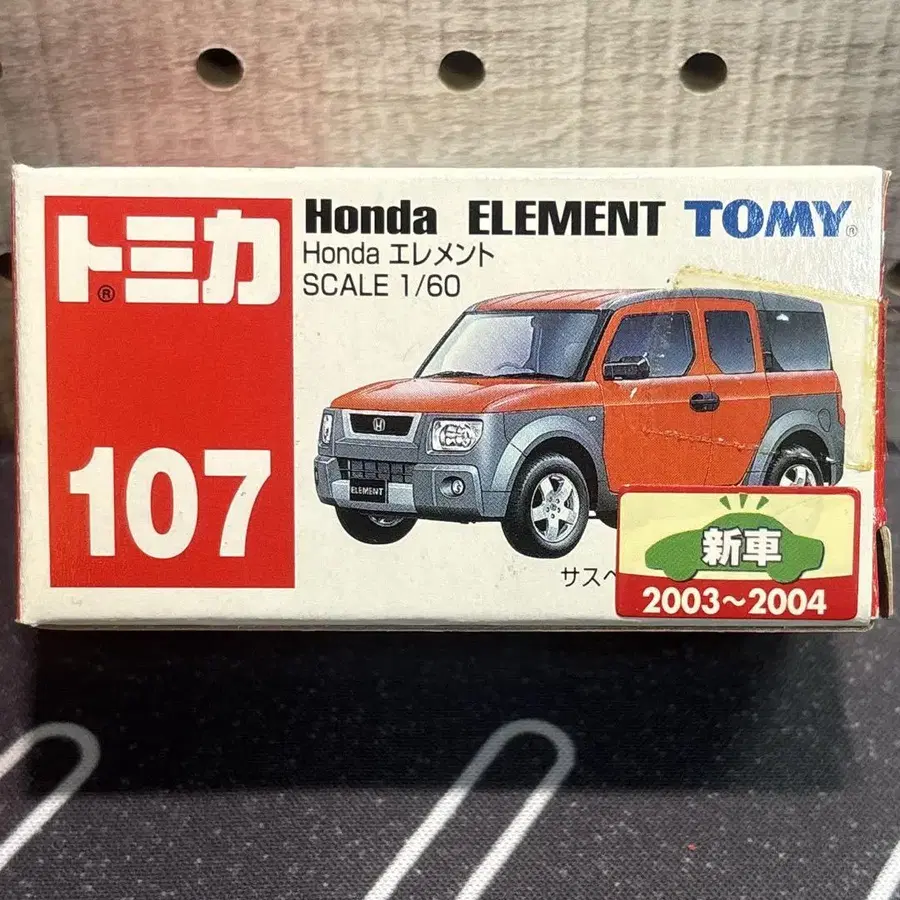 トミカ®
107
Honda ELEMENT TOMY®
Honda エレメント
SCALE 1/60
ELEMENT
サスペ
新車
2003～2004